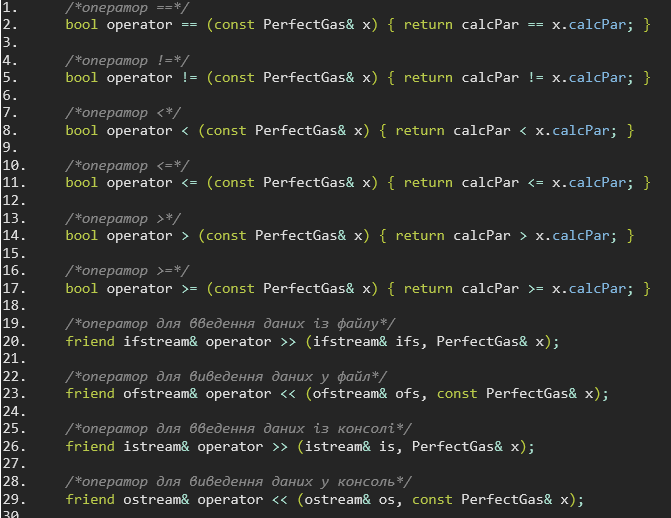 1. /*оператор ==*/
2. bool operator == (const PerfectGas& x) { return calcPar == x.calcPar; }
3.
4. /*оператор !=*/
5. bool operator != (const PerfectGas& x) { return calcPar != x.calcPar; }
6.
7. /*оператор <*/
8. bool operator < (const PerfectGas& x) { return calcPar < x.calcPar; }
9.
10. /*оператор <=*/
11. bool operator <= (const PerfectGas& x) { return calcPar <= x.calcPar; }
12.
13. /*оператор >*/
14. bool operator > (const PerfectGas& x) { return calcPar > x.calcPar; }
15.
16. /*оператор >=*/
17. bool operator >= (const PerfectGas& x) { return calcPar >= x.calcPar; }
18.
19. /*оператор для введення даних із файлу*/
20. friend ifstream& operator >> (ifstream& ifs, PerfectGas& x);
21.
22. /*оператор для виведення даних у файл*/
23. friend ofstream& operator << (ofstream& ofs, const PerfectGas& x);
24.
25. /*оператор для введення даних із консолі*/
26. friend istream& operator >> (istream& is, PerfectGas& x);
27.
28. /*оператор для виведення даних у консоль*/
29. friend ostream& operator << (ostream& os, const PerfectGas& x);
30.